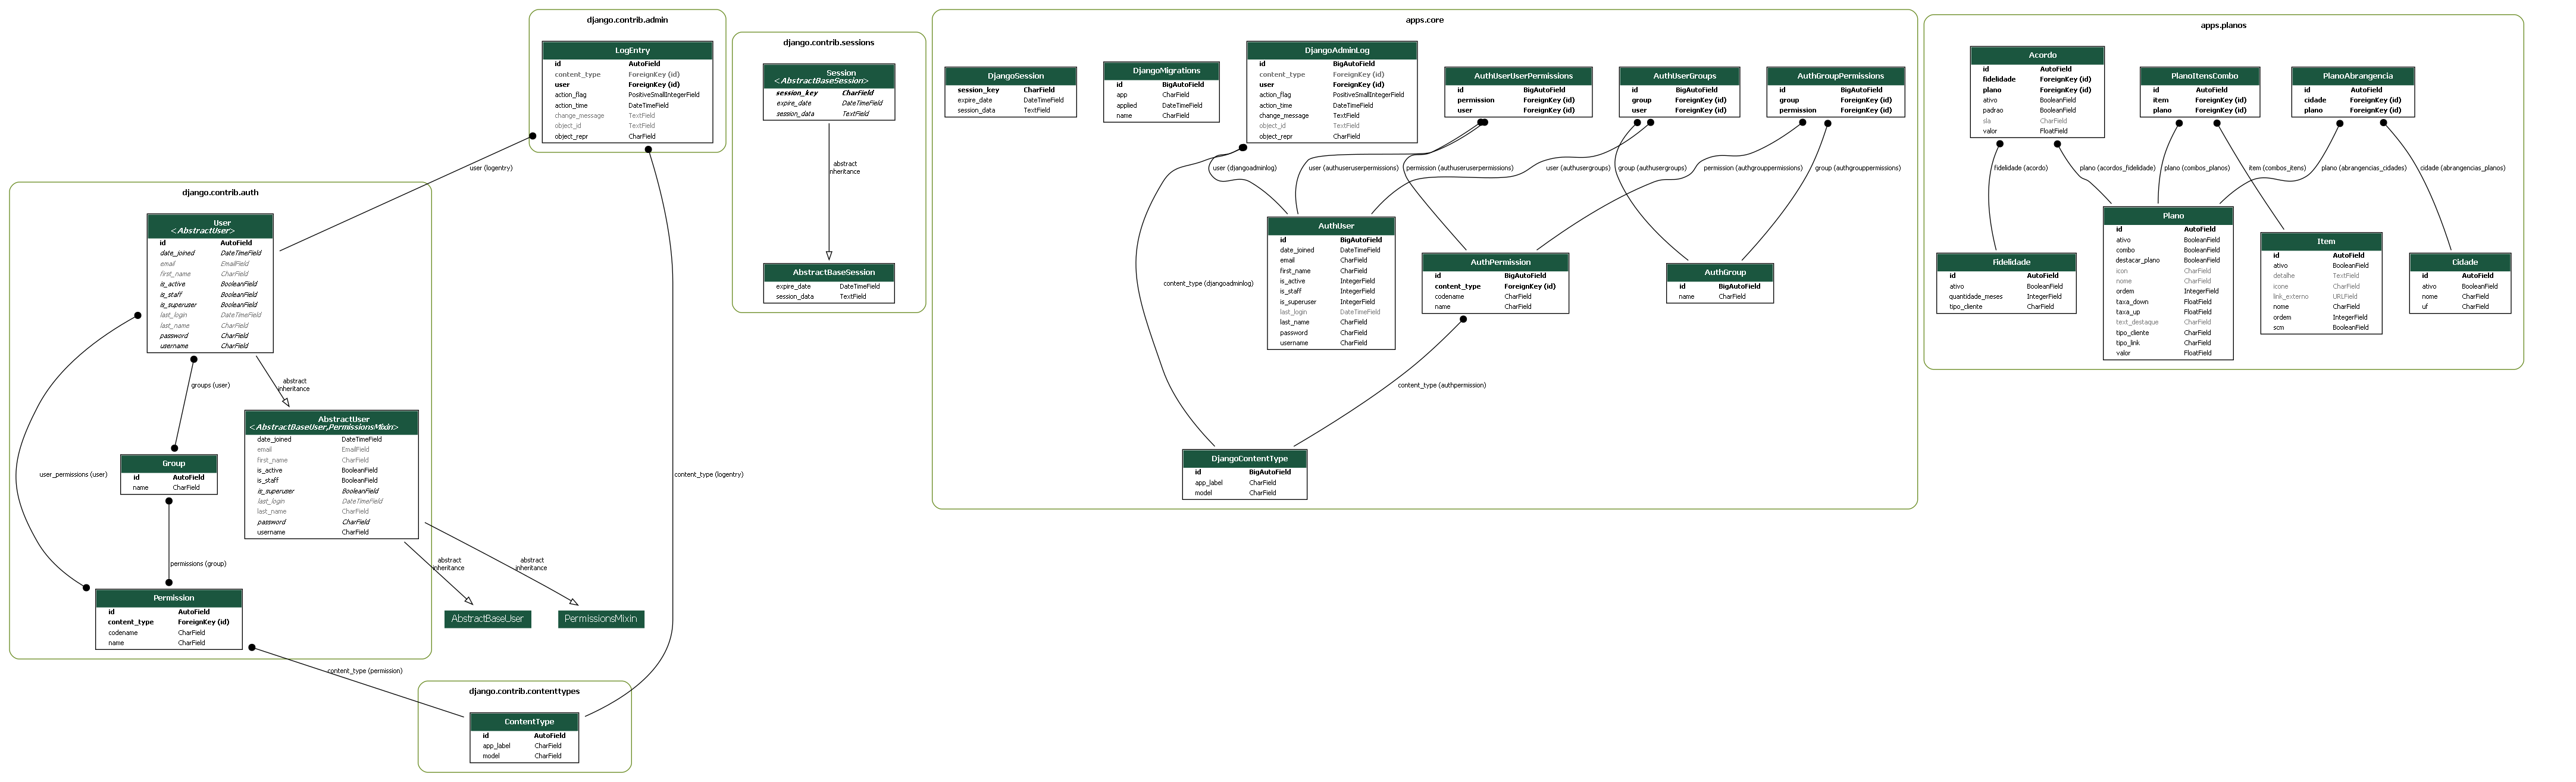 django.contrib.admin
LogEntry
id AutoField
content_type ForeignKey (id)
user ForeignKey (id)
action_flag PositiveSmallIntegerField
action_time DateTimeField
change_message TextField
object_id TextField
object_repr CharField
user (logentry)
content_type (logentry)
django.contrib.auth
User
<AbstractUser>
id AutoField
date_joined DateTimeField
email EmailField
first_name CharField
is_active BooleanField
is_staff BooleanField
is_superuser BooleanField
last_login DateTimeField
last_name CharField
password CharField
username CharField
groups (user)
abstract
inheritance
user_permissions (user)
AbstractUser
<AbstractBaseUser,PermissionsMixin>
date_joined DateTimeField
email EmailField
first_name CharField
is_active BooleanField
is_staff BooleanField
is_superuser BooleanField
last_login DateTimeField
last_name CharField
password CharField
username CharField
Group
id AutoField
name CharField
permissions (group)
abstract
inheritance
abstract
inheritance
Permission
id AutoField
content_type ForeignKey (id)
codename CharField
name CharField
AbstractBaseUser
PermissionsMixin
content_type (permission)
django.contrib.contenttypes
ContentType
id AutoField
app_label CharField
model CharField
django.contrib.sessions
Session
<AbstractBaseSession>
session_key CharField
expire_date DateTimeField
session_data TextField
abstract
inheritance
AbstractBaseSession
expire_date DateTimeField
session_data TextField
apps.core
DjangoSession
session_key CharField
expire_date DateTimeField
session_data TextField
DjangoMigrations
id BigAutoField
app CharField
applied DateTimeField
name CharField
DjangoAdminLog
id BigAutoField
content_type ForeignKey (id)
user ForeignKey (id)
action_flag PositiveSmallIntegerField
action_time DateTimeField
change_message TextField
object_id TextField
object_repr CharField
AuthUserUserPermissions
id BigAutoField
permission ForeignKey (id)
user ForeignKey (id)
AuthUserGroups
id BigAutoField
group ForeignKey (id)
user ForeignKey (id)
AuthGroupPermissions
id BigAutoField
group ForeignKey (id)
permission ForeignKey (id)
user (djangoadminlog)
user (authuseruserpermissions)
permission (authuseruserpermissions)
user (authusergroups)
group (authusergroups)
permission (authgrouppermissions)
group (authgrouppermissions)
content_type (djangoadminlog)
AuthUser
id BigAutoField
date_joined DateTimeField
email CharField
first_name CharField
is_active IntegerField
is_staff IntegerField
is_superuser IntegerField
last_login DateTimeField
last_name CharField
password CharField
username CharField
AuthPermission
id BigAutoField
content_type ForeignKey (id)
codename CharField
name CharField
AuthGroup
id BigAutoField
name CharField
content_type (authpermission)
DjangoContentType
id BigAutoField
app_label CharField
model CharField
apps.planos
Acordo
id AutoField
fidelidade ForeignKey (id)
plano ForeignKey (id)
ativo BooleanField
padrao BooleanField
sla CharField
valor FloatField
PlanoItensCombo
id AutoField
item ForeignKey (id)
plano ForeignKey (id)
PlanoAbrangencia
id AutoField
cidade ForeignKey (id)
plano ForeignKey (id)
fidelidade (acordo)
plano (acordos_fidelidade)
plano (combos_planos)
item (combos_itens)
plano (abrangencias_cidades)
cidade (abrangencias_planos)
Fidelidade
id AutoField
ativo BooleanField
quantidade_meses IntegerField
tipo_cliente CharField
Plano
id AutoField
ativo BooleanField
combo BooleanField
destacar_plano BooleanField
icon CharField
nome CharField
ordem IntegerField
taxa_down FloatField
taxa_up FloatField
text_destaque CharField
tipo_cliente CharField
tipo_link CharField
valor FloatField
Item
id AutoField
ativo BooleanField
detalhe TextField
icone CharField
link_externo URLField
nome CharField
ordem IntegerField
scm BooleanField
Cidade
id AutoField
ativo BooleanField
nome CharField
uf CharField